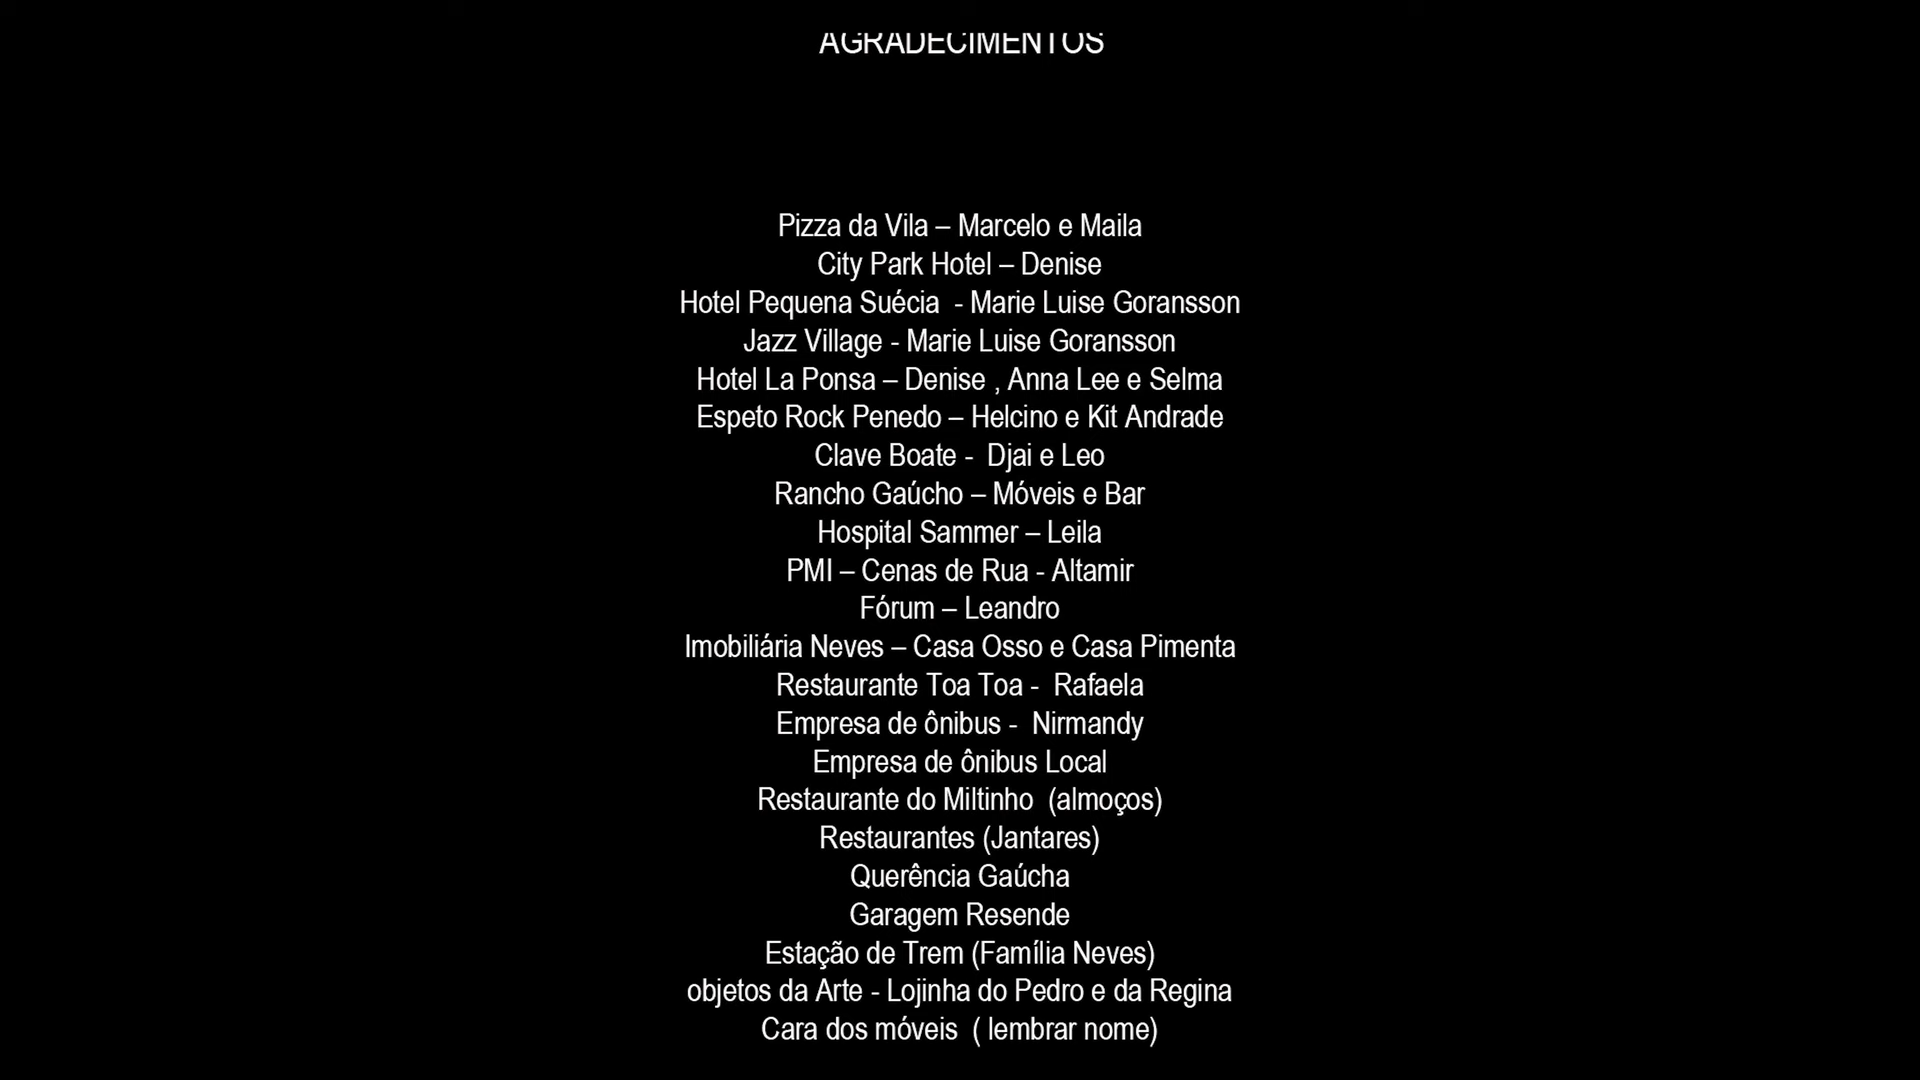 AGRADECIMENTOS
Pizza da Vila – Marcelo e Maila
City Park Hotel – Denise
Hotel Pequena Suécia  - Marie Luise Goransson
Jazz Village - Marie Luise Goransson
Hotel La Ponsa – Denise , Anna Lee e Selma
Espeto Rock Penedo – Helcino e Kit Andrade
Clave Boate -  Djai e Leo
Rancho Gaúcho – Móveis e Bar
Hospital Sammer – Leila
PMI – Cenas de Rua - Altamir
Fórum – Leandro
Imobiliária Neves – Casa Osso e Casa Pimenta
Restaurante Toa Toa -  Rafaela
Empresa de ônibus -  Nirmandy
Empresa de ônibus Local
Restaurante do Miltinho  (almoços)
Restaurantes (Jantares)
Querência Gaúcha
Garagem Resende
Estação de Trem (Família Neves)
objetos da Arte - Lojinha do Pedro e da Regina
Cara dos móveis  ( lembrar nome)